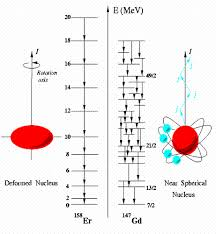 E (MeV)
20
18
16
14
12
10
8
6
4
2
0
I
Rotation
axis
Deformed Nucleus
158
Er
49/2
21/2
13/2
7/2
147
Gd
I
j
Near Spherical
Nucleus